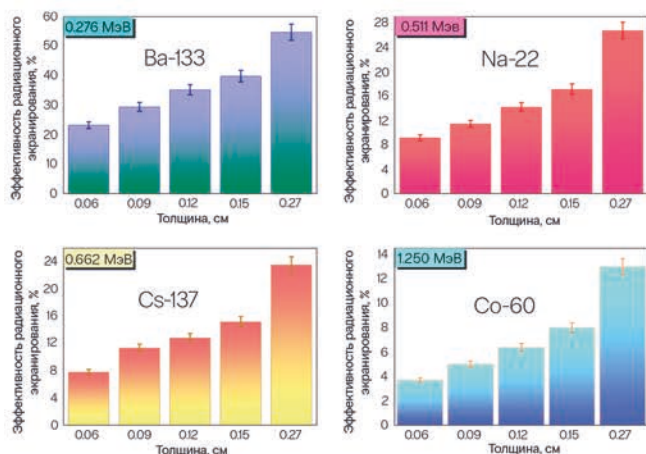 Эффективность радиационного
экранирования, %
60
50
40
30
20
10
0
0.276 МэВ
Ba-133
0.06 0.09 0.12 0.15 0.27
Толщина, см
Эффективность радиационного
экранирования, %
28
24
20
16
12
8
4
0
0.511 Мэв
Na-22
0.06 0.09 0.12 0.15 0.27
Толщина, см
Эффективность радиационного
экранирования, %
24
20
16
12
8
4
0
0.662 МэВ
Cs-137
0.06 0.09 0.12 0.15 0.27
Толщина, см
Эффективность радиационного
экранирования, %
14
12
10
8
6
4
2
0
1.250 МэВ
Co-60
0.06 0.09 0.12 0.15 0.27
Толщина, см